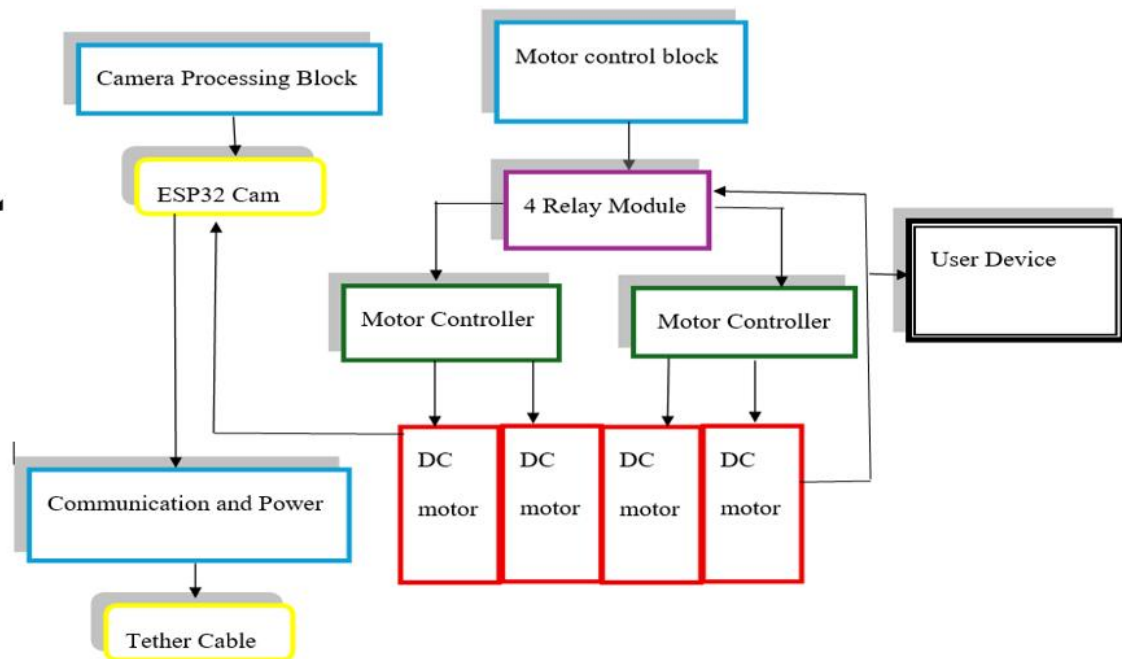 Camera Processing Block
Motor control block
ESP32 Cam
4 Relay Module
User Device
Motor Controller
Motor Controller
DC
motor
DC
motor
DC
motor
DC
motor
Communication and Power
Tether Cable